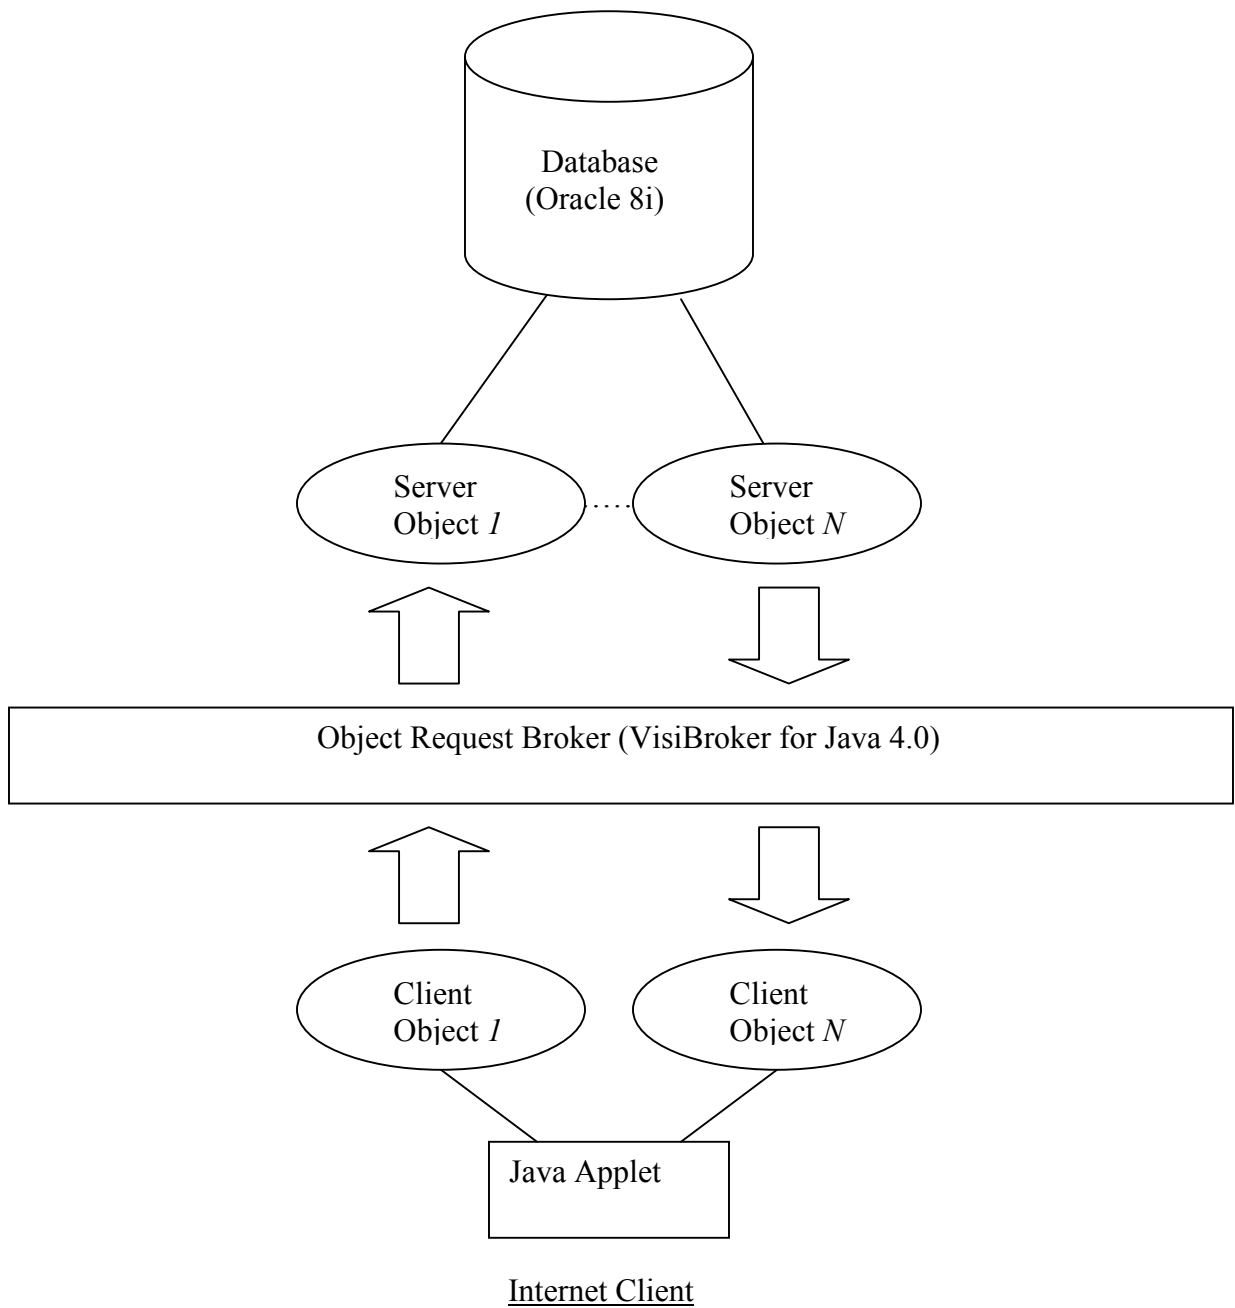 Database
(Oracle 8i)
Server
Object 1
.....
Server
Object N
Object Request Broker (VisiBroker for Java 4.0)
Client
Object 1
Client
Object N
Java Applet
Internet Client